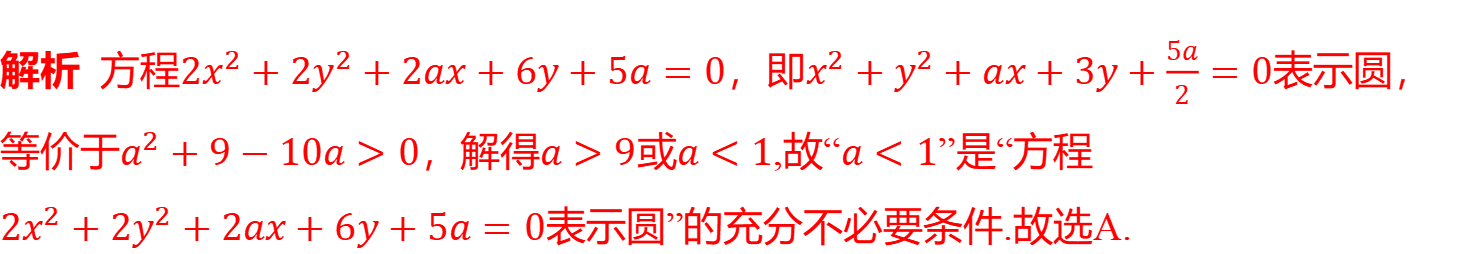 解析 方程2x² + 2y² + 2ax + 6y + 5a = 0，即x² + y² + ax + 3y + \frac{5a}{2} = 0表示圆，
等价于a² + 9 − 10a > 0，解得a > 9或a < 1,故“a < 1”是“方程
2x² + 2y² + 2ax + 6y + 5a = 0表示圆”的充分不必要条件.故选A.